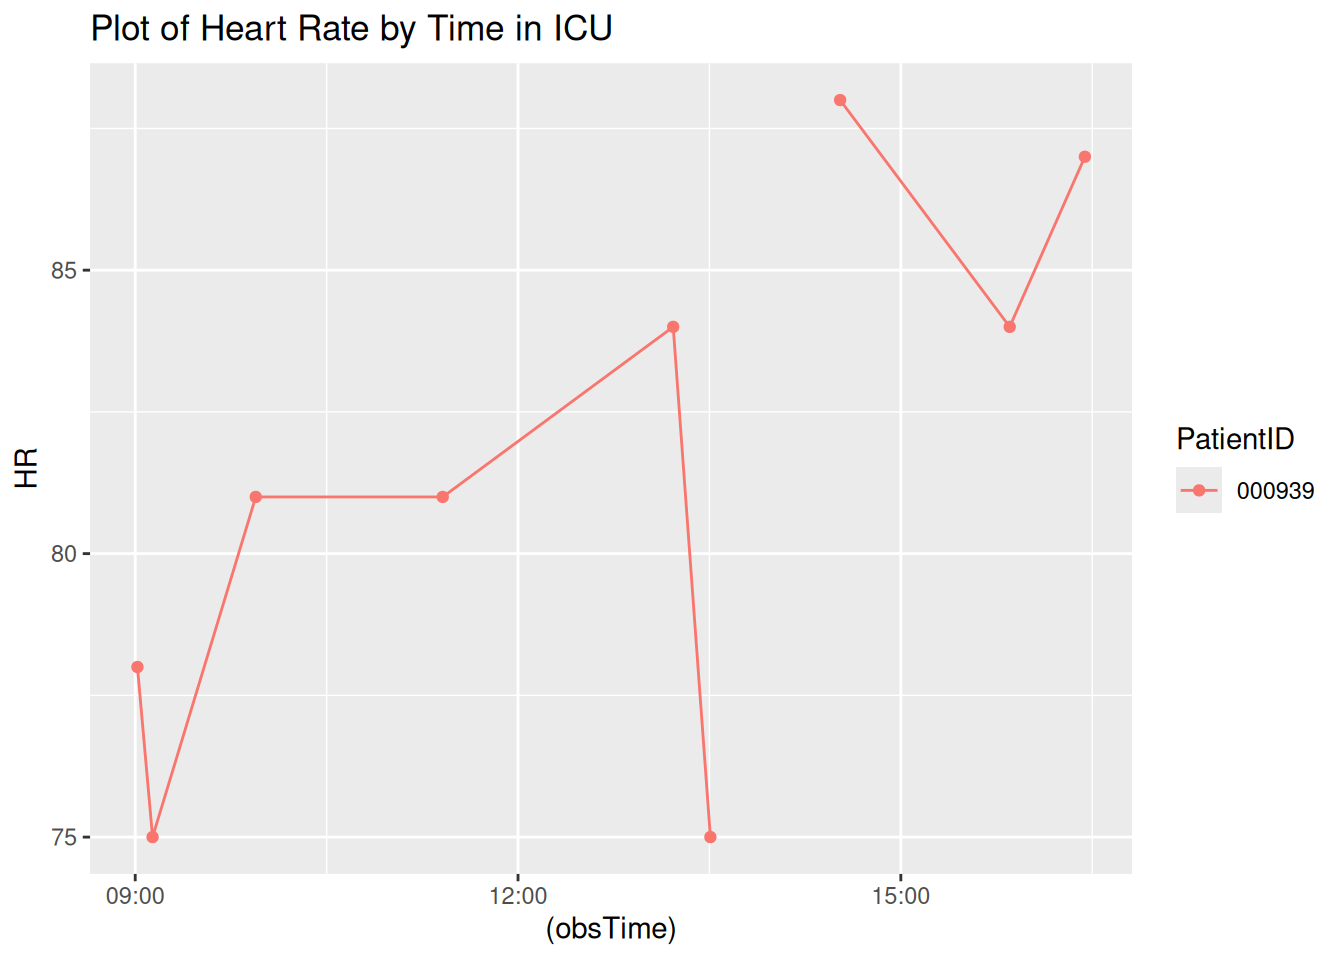 Plot of Heart Rate by Time in ICU
HR
85
80
75
09:00 12:00 15:00
(obsTime)
PatientID
000939